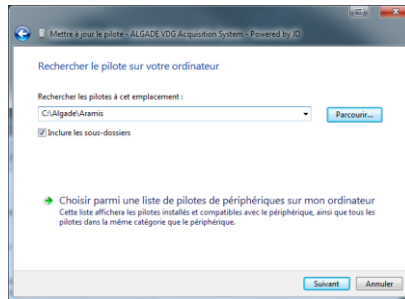 Mettre à jour le pilote - ALGADE VDG Acquisition System - Powered by JD
Rechercher le pilote sur votre ordinateur
Rechercher les pilotes à cet emplacement :
C:\Algade\Aramis
Parcourir...
Inclure les sous-dossiers
Choisir parmi une liste de pilotes de périphériques sur mon ordinateur
Cette liste affichera les pilotes installés et compatibles avec le périphérique, ainsi que tous les
pilotes dans la même catégorie que le périphérique.
Suivant
Annuler